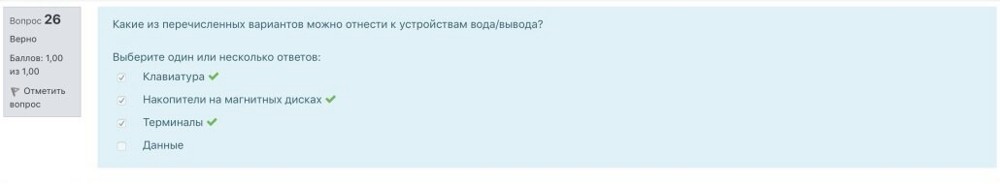 Вопрос 26
Верно
Баллов: 1,00
из 1,00
Отметить
вопрос
Какие из перечисленных вариантов можно отнести к устройствам вода/вывода?
Выберите один или несколько ответов:
Клавиатура
Накопители на магнитных дисках
Терминалы
Данные